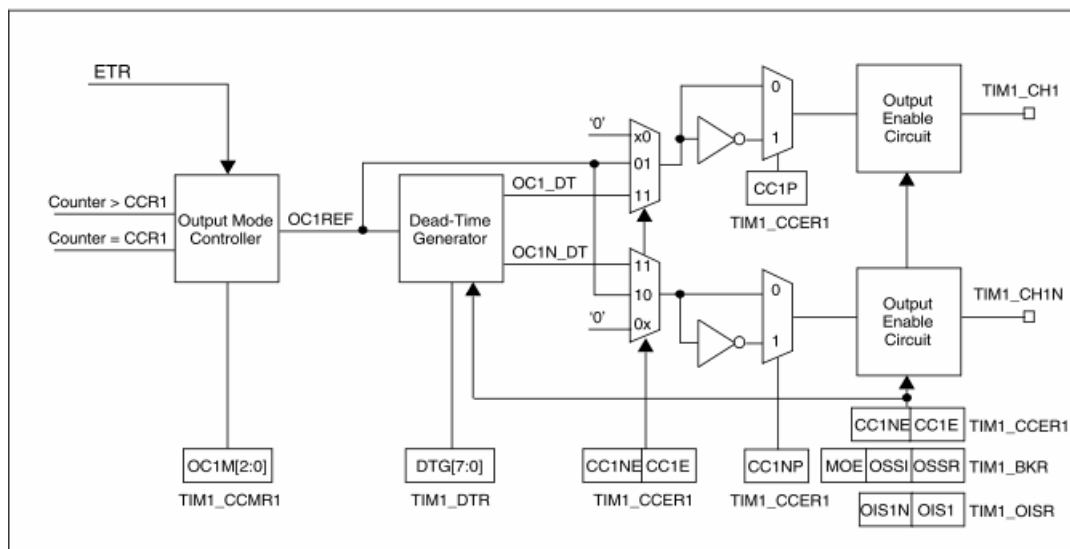 ETR
Counter > CCR1
Counter = CCR1
Output Mode
Controller
OC1REF
Dead-Time
Generator
OC1_DT
OC1N_DT
'0'
x0
01
11
11
10
'0'
0x
0
1
CC1P
TIM1_CCER1
0
1
Output
Enable
Circuit
TIM1_CH1
Output
Enable
Circuit
TIM1_CH1N
OC1M[2:0]
TIM1_CCMR1
DTG[7:0]
TIM1_DTR
CC1NE CC1E
TIM1_CCER1
CC1NP
TIM1_CCER1
CC1NE CC1E TIM1_CCER1
MOE OSSI OSSR TIM1_BKR
OIS1N OIS1 TIM1_OISR